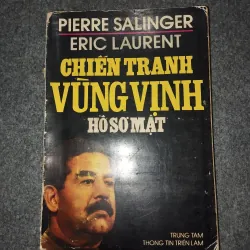 PIERRE SALINGER
ERIC LAURENT
CHIẾN TRANH
VÙNG VỊNH
HỒ SƠ MẬT
TRUNG TÂM
THÔNG TIN TRIỂN LÃM